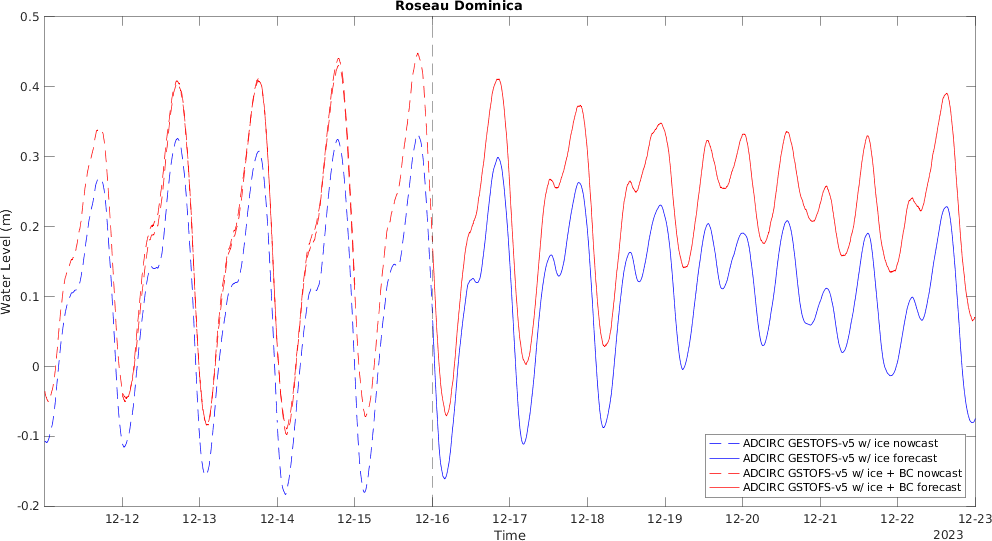 Roseau Dominica
0.5
0.4
0.3
0.2
0.1
0
-0.1
-0.2
Water Level (m)
12-12 12-13 12-14 12-15 12-16 12-17 12-18 12-19 12-20 12-21 12-22 12-23
Time
2023
ADCIRC GESTOFS-v5 w/ ice nowcast
ADCIRC GESTOFS-v5 w/ ice forecast
ADCIRC GSTOFS-v5 w/ ice + BC nowcast
ADCIRC GSTOFS-v5 w/ ice + BC forecast